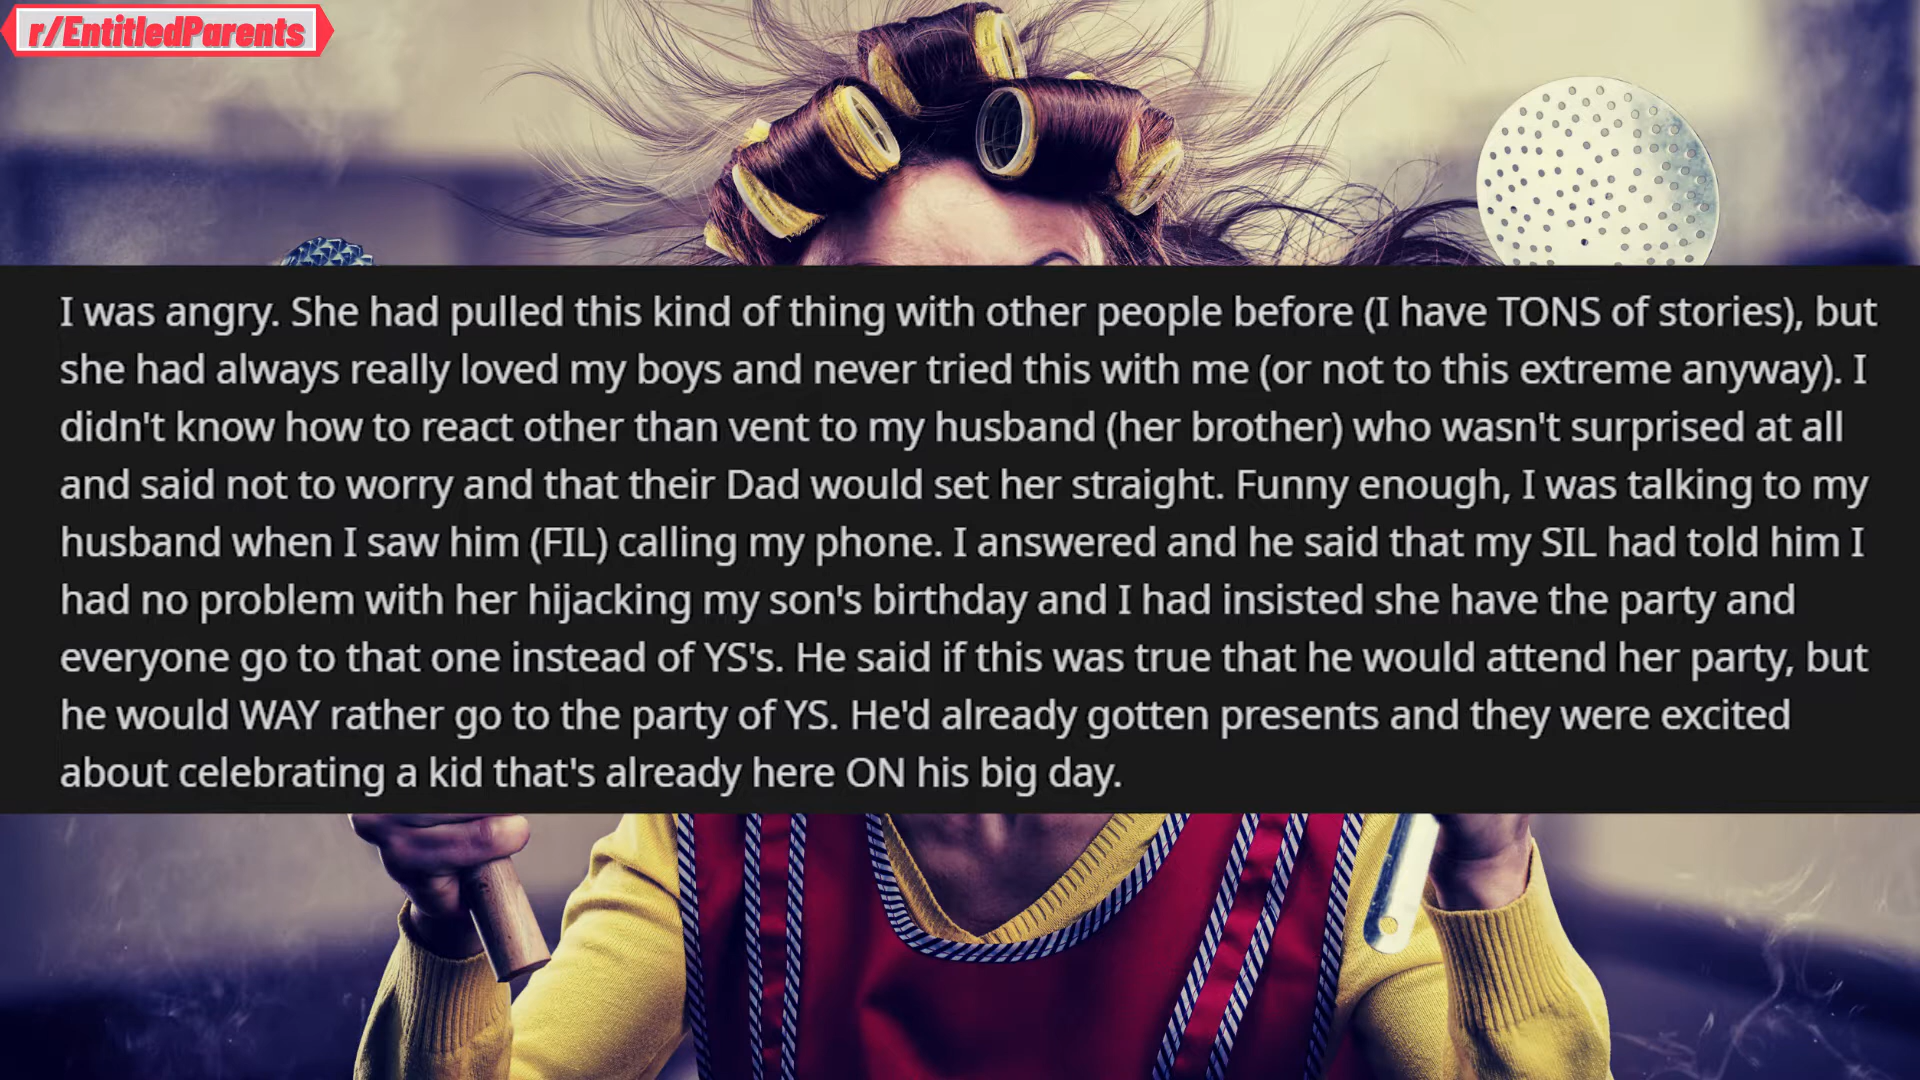 r/EntitledParents
I was angry. She had pulled this kind of thing with other people before (I have TONS of stories), but
she had always really loved my boys and never tried this with me (or not to this extreme anyway). I
didn't know how to react other than vent to my husband (her brother) who wasn't surprised at all
and said not to worry and that their Dad would set her straight. Funny enough, I was talking to my
husband when I saw him (FIL) calling my phone. I answered and he said that my SIL had told him I
had no problem with her hijacking my son's birthday and I had insisted she have the party and
everyone go to that one instead of YS's. He said if this was true that he would attend her party, but
he would WAY rather go to the party of YS. He'd already gotten presents and they were excited
about celebrating a kid that's already here ON his big day.